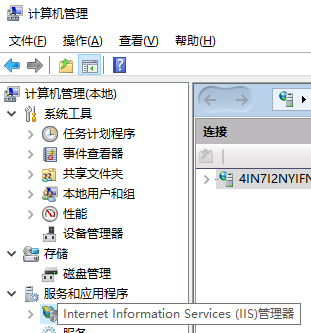 计算机管理
文件(F) 操作(A) 查看(V) 帮助(H)
计算机管理(本地)
系统工具
任务计划程序
事件查看器
共享文件夹
本地用户和组
性能
设备管理器
存储
磁盘管理
服务和应用程序
Internet Information Services (IIS)管理器
服务
连接
4IN7I2NYIFN